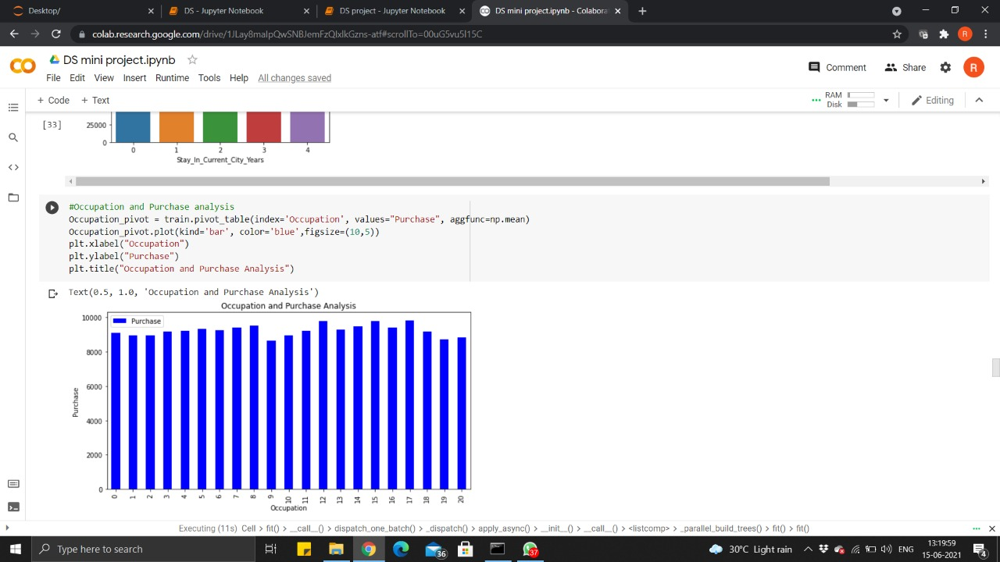 Desktop/
DS - Jupyter Notebook
DS project - Jupyter Notebook
DS mini project.ipynb - Colabora
colab.research.google.com/drive/1JLay8malpQwSNBJemFzQlxlkGzns-atf#scrollTo=00uG5vu5I15C
R
DS mini project.ipynb
Comment
Share
R
File Edit View Insert Runtime Tools Help All changes saved
+ Code + Text
RAM
Disk
Editing
[33]
25000
0
0 1 2 3 4
Stay_In_Current_City_Years
#Occupation and Purchase analysis
Occupation_pivot = train.pivot_table(index='Occupation', values="Purchase", aggfunc=np.mean)
Occupation_pivot.plot(kind='bar', color='blue',figsize=(10,5))
plt.xlabel("Occupation")
plt.ylabel("Purchase")
plt.title("Occupation and Purchase Analysis")
Text(0.5, 1.0, 'Occupation and Purchase Analysis')
Occupation and Purchase Analysis
Purchase
10000
8000
6000
4000
2000
0
Purchase
0 1 2 3 4 5 6 7 8 9 10 11 12 13 14 15 16 17 18 19 20
Occupation
Executing (11s) Cell > fit() > __call__() > dispatch_one_batch() > _dispatch() > apply_async() > __init__() > __call__() > <listcomp> > _parallel_build_trees() > fit() > fit()
Type here to search
36
37
30°C Light rain
ENG
13:19:59
15-06-2021
4